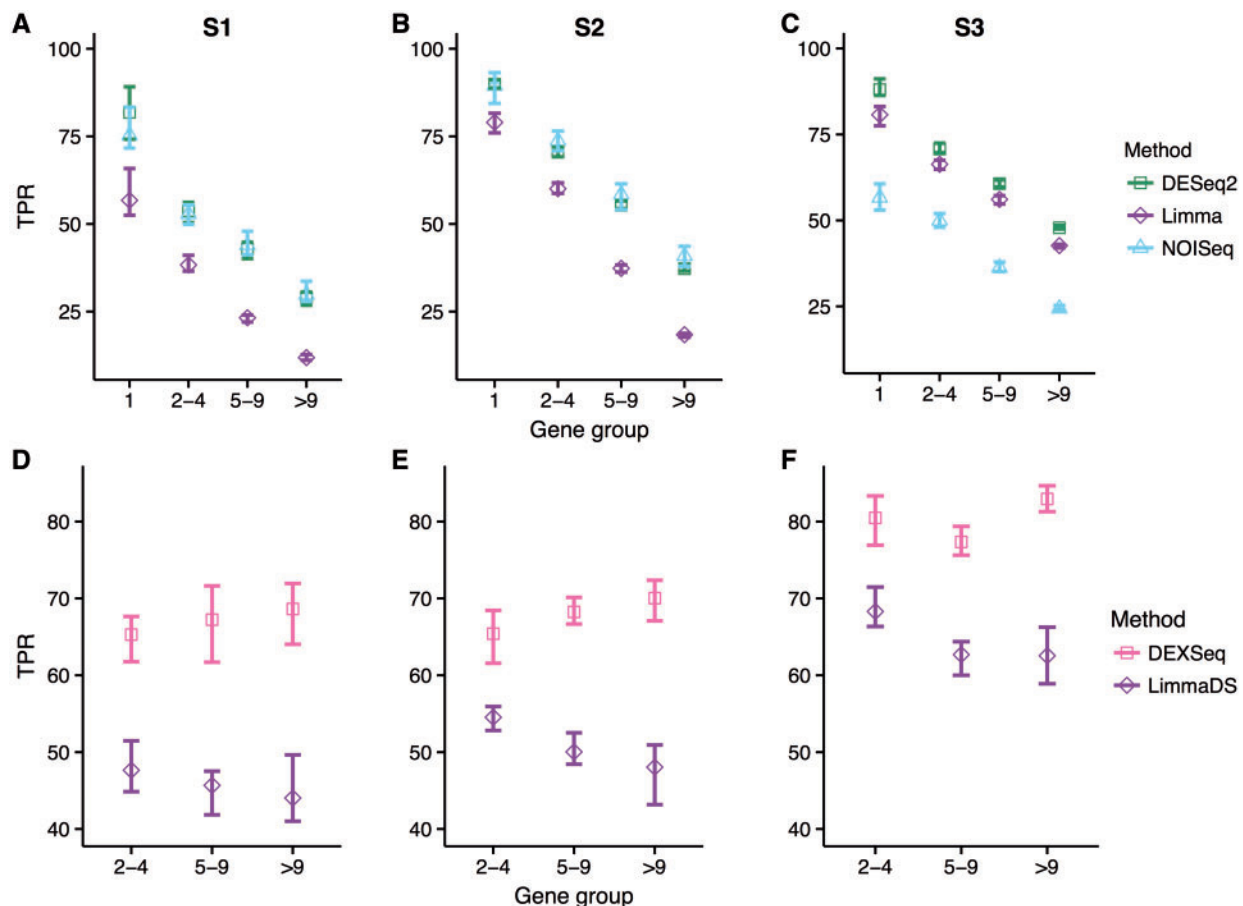 A S1
B S2
C S3
TPR
100
75
50
25
1 2–4 5–9 >9
100
75
50
25
1 2–4 5–9 >9
Gene group
100
75
50
25
1 2–4 5–9 >9
Method
DESeq2
Limma
NOISeq
D
E
F
TPR
80
70
60
50
40
2–4 5–9 >9
80
70
60
50
40
2–4 5–9 >9
Gene group
80
70
60
50
40
2–4 5–9 >9
Method
DEXSeq
LimmaDS